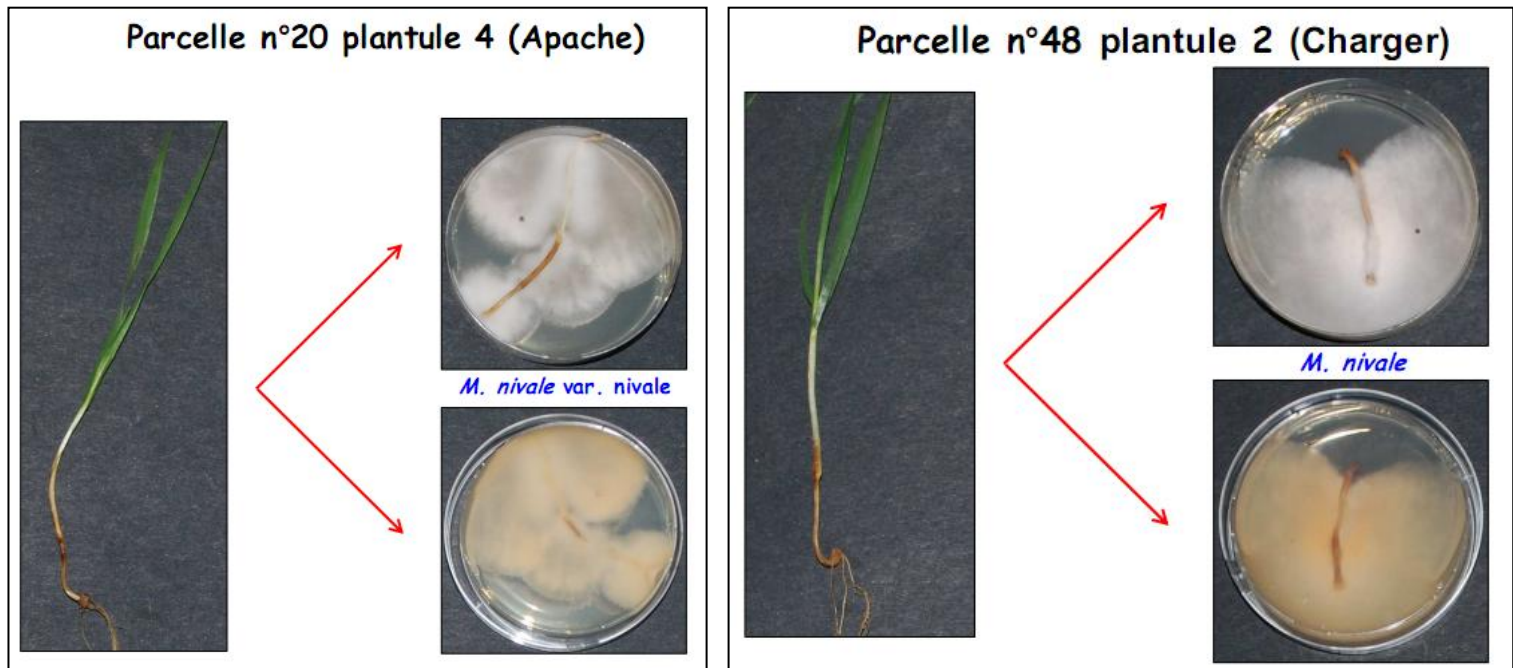 Parcelle n°20 plantule 4 (Apache)
M. nivale var. nivale
Parcelle n°48 plantule 2 (Charger)
M. nivale